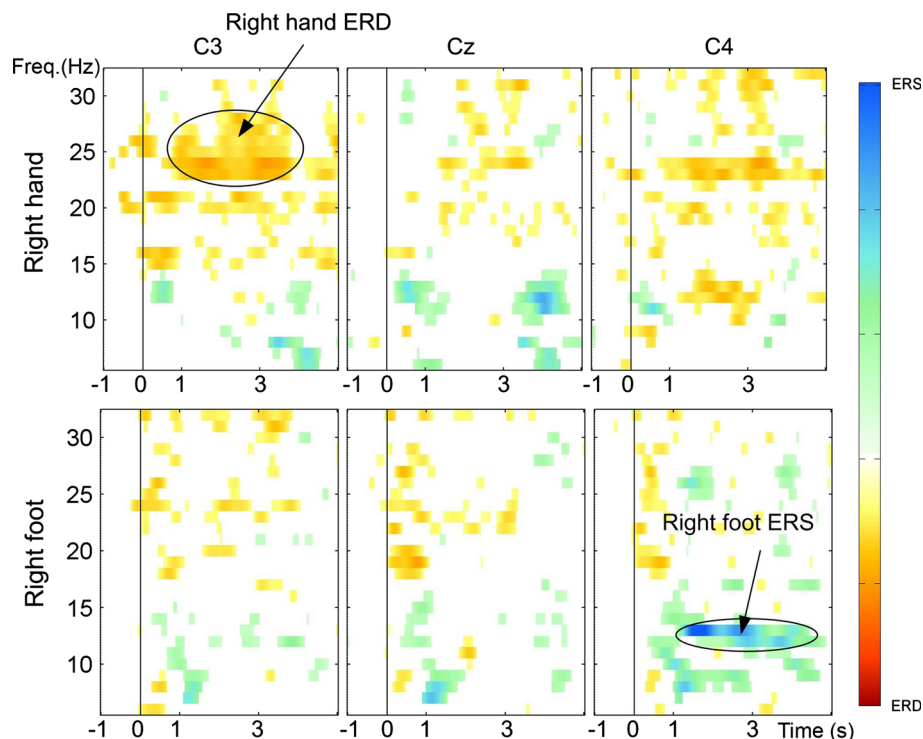 Right hand ERD
C3
Cz
C4
Freq.(Hz)
ERS
30
25
20
15
10
Right hand
-1 0 1 3
-1 0 1 3
-1 0 1 3
30
25
20
15
10
Right foot
Right foot ERS
ERD
-1 0 1 3
-1 0 1 3
-1 0 1 3 Time (s)